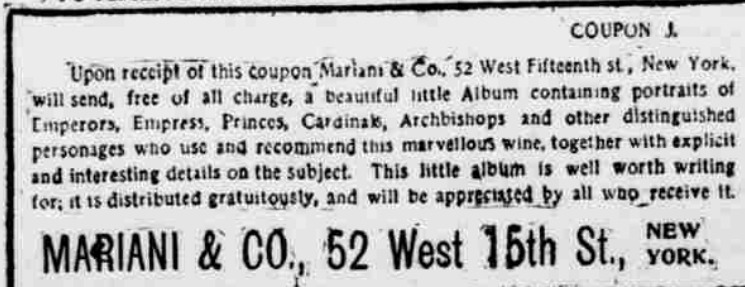 COUPON J.
Upon receipt of this coupon Mariani & Co., 52 West Fifteenth st., New York,
will send, free of all charge, a beautiful little Album containing portraits of
Emperors, Empress, Princes, Cardinals, Archbishops and other distinguished
personages who use and recommend this marvellous wine, together with explicit
and interesting details on the subject. This little album is well worth writing
for; it is distributed gratuitously, and will be appreciated by all who receive it.
MARIANI & CO., 52 West 15th St., NEW YORK.